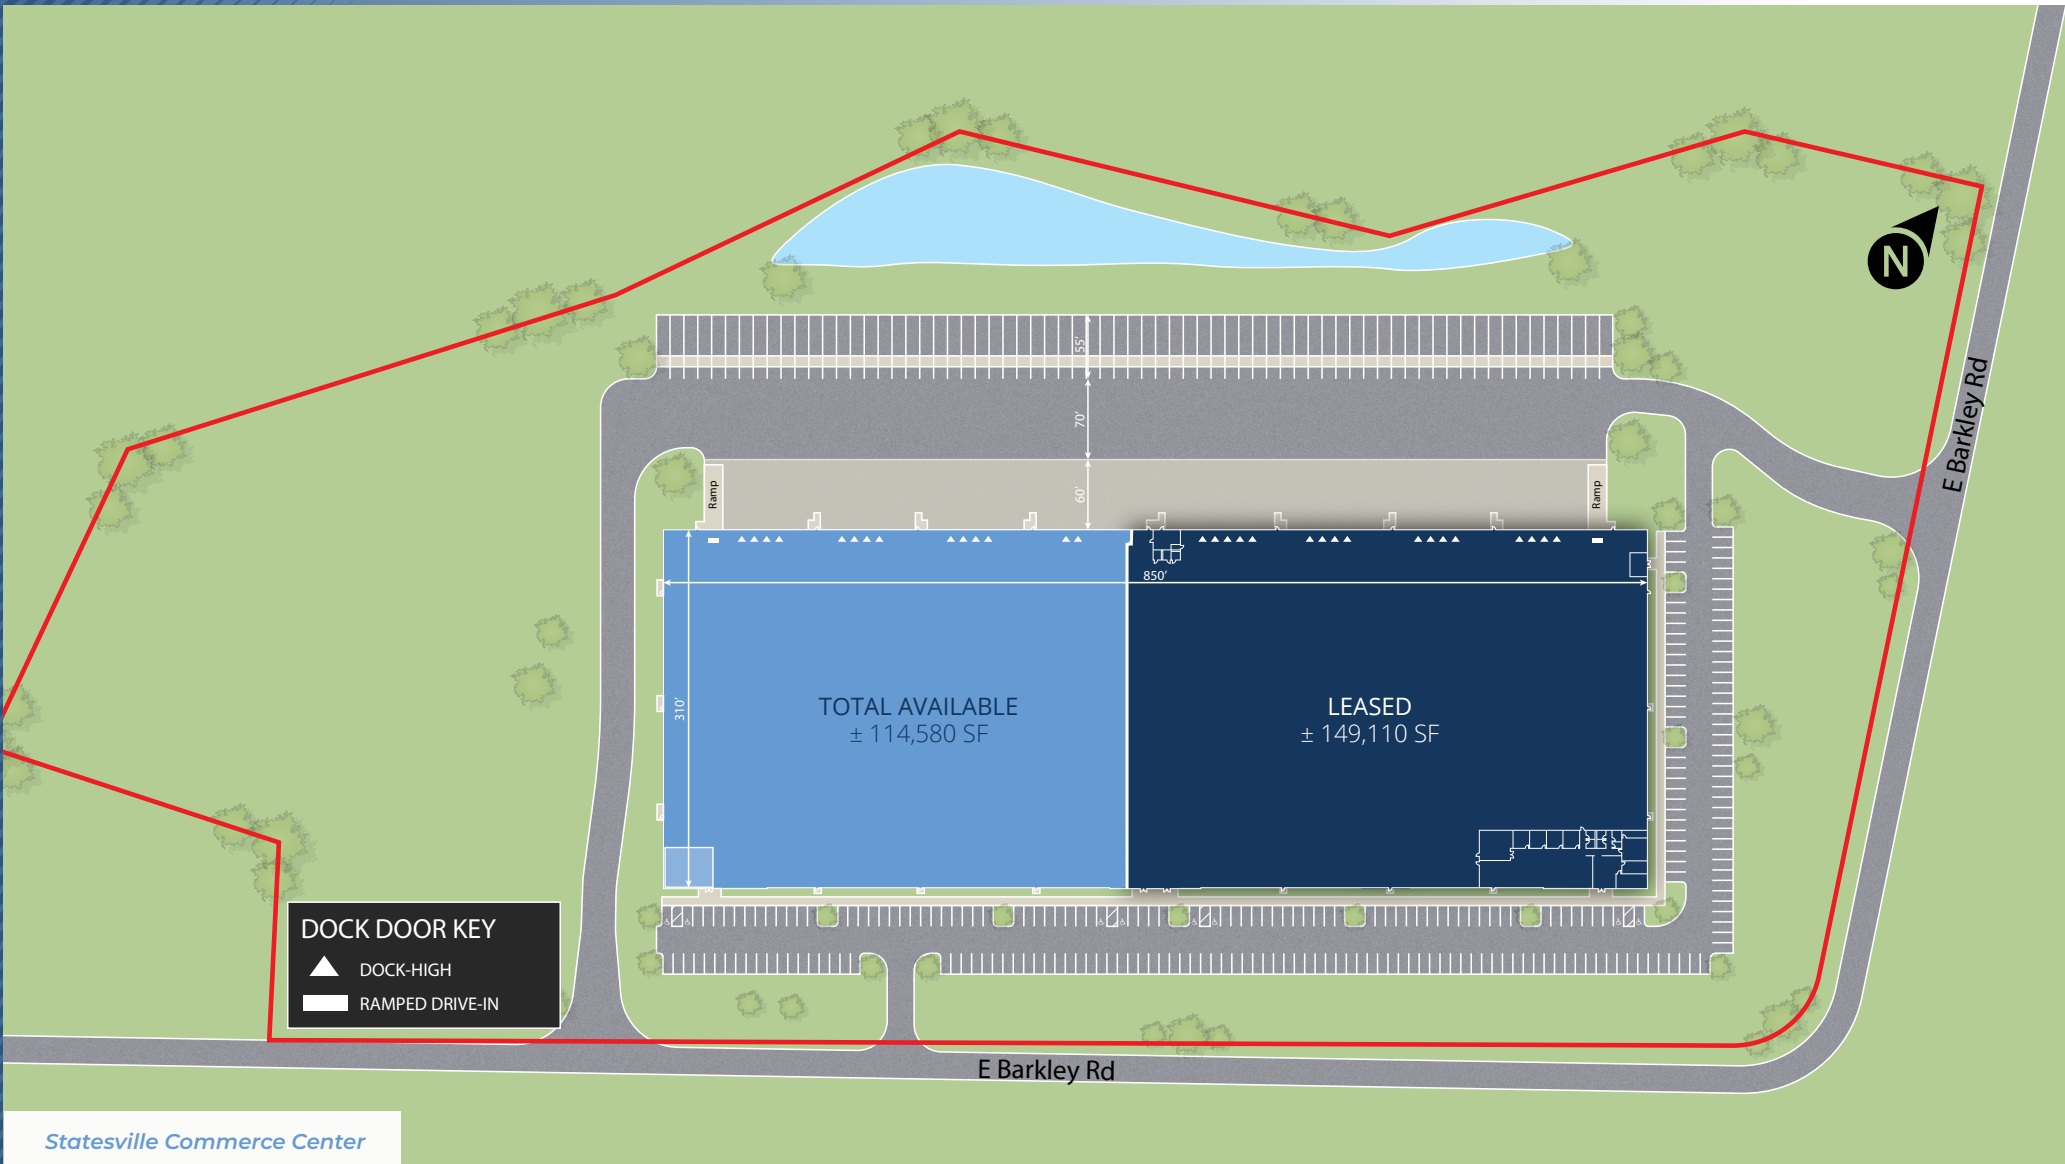 55'
70'
60'
Ramp
Ramp
850'
310'
TOTAL AVAILABLE
± 114,580 SF
LEASED
± 149,110 SF
N
E Barkley Rd
DOCK DOOR KEY
DOCK-HIGH
RAMPED DRIVE-IN
E Barkley Rd
Statesville Commerce Center